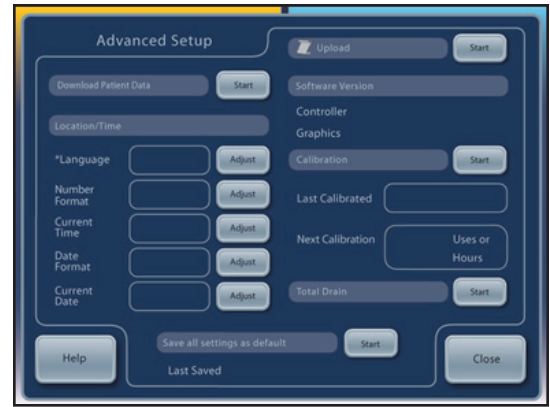 Advanced Setup
Download Patient Data
Start
Location/Time
*Language
Adjust
Number
Format
Adjust
Current
Time
Adjust
Date
Format
Adjust
Current
Date
Adjust
Upload
Start
Software Version
Controller
Graphics
Calibration
Start
Last Calibrated
Next Calibration
Uses or
Hours
Total Drain
Start
Help
Save all settings as default
Start
Last Saved
Close